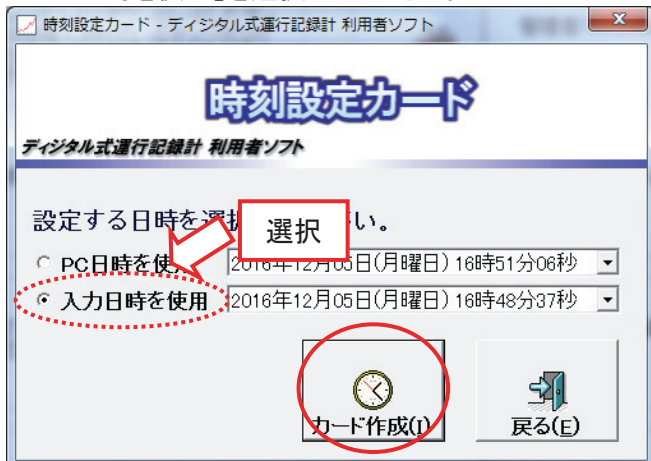 時刻設定カード - ディジタル式運行記録計 利用者ソフト
時刻設定カード
ディジタル式運行記録計 利用者ソフト
設定する日時を選 い。
選択
PC日時を使 2016年12月05日(月曜日) 16時51分06秒
入力日時を使用 2016年12月05日(月曜日) 16時48分37秒
カード作成(I) 戻る(E)